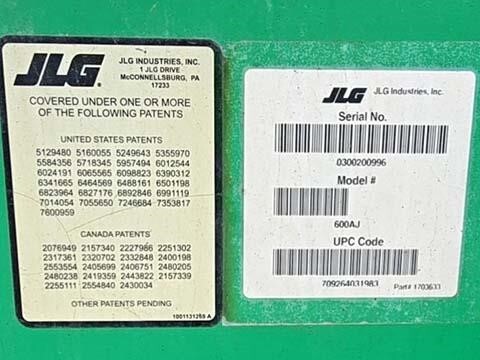 JLG
JLG INDUSTRIES, INC.
1 JLG DRIVE
McCONNELLSBURG, PA
17233
COVERED UNDER ONE OR MORE
OF THE FOLLOWING PATENTS
UNITED STATES PATENTS
5129480 5160055 5249643 5355970
5584356 5718345 5957494 6012544
6024191 6065565 6098823 6390312
6341665 6464569 6488161 6501198
6823964 6827176 6892846 6991119
7014054 7055650 7246684 7353817
7600959
CANADA PATENTS
2076949 2157340 2227986 2251302
2317361 2320702 2332848 2400198
2553554 2405699 2406751 2480205
2480238 2419359 2443822 2157339
2255111 2554840 2430034
OTHER PATENTS PENDING
1001131265 A
JLG JLG Industries, Inc.
Serial No.
0300200996
Model #
600AJ
UPC Code
709264031983
Part# 1703633